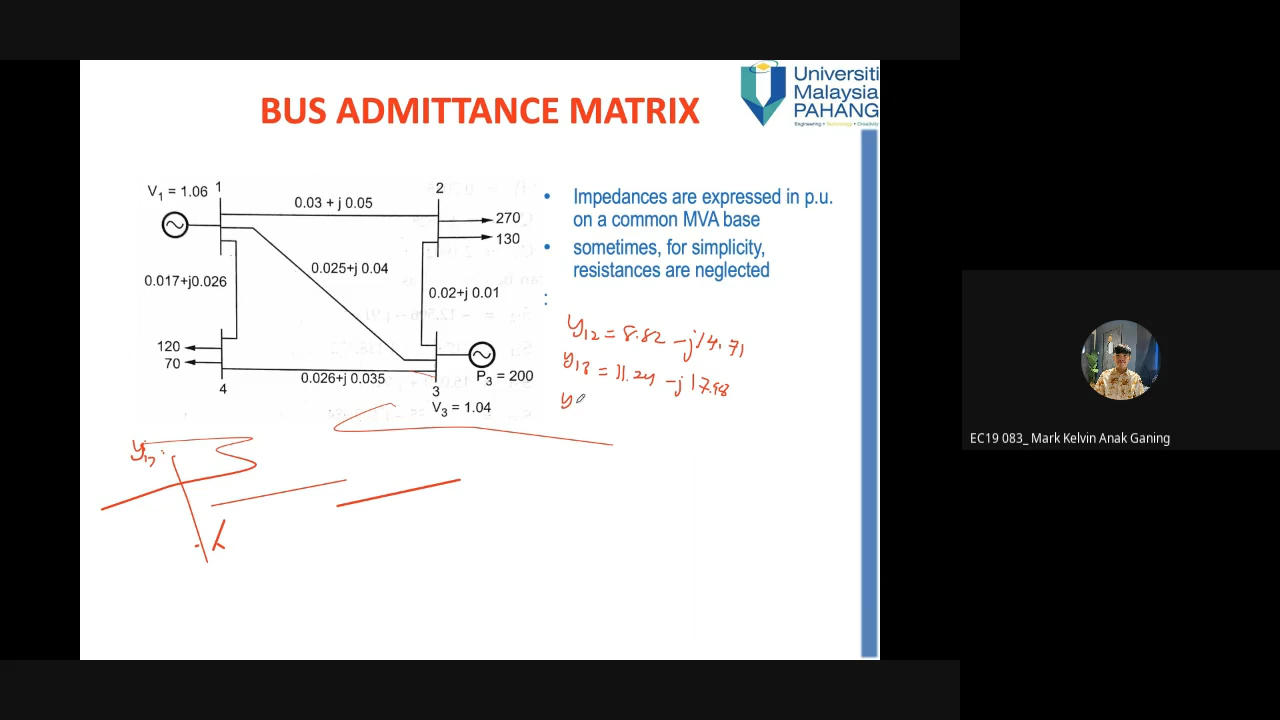 Universiti
Malaysia
PAHANG
Engineering • Technology • Creativity
BUS ADMITTANCE MATRIX
V1 = 1.06
1
2
0.03 + j 0.05
270
130
0.025+j 0.04
0.017+j0.026
0.02+j 0.01
120
70
4
0.026+j 0.035
3
P3 = 200
V3 = 1.04
• Impedances are expressed in p.u.
on a common MVA base
• sometimes, for simplicity,
resistances are neglected
:
y12 = 8.82 - j14.71
y13 = 11.24 - j17.98
y
EC19 083_ Mark Kelvin Anak Ganing